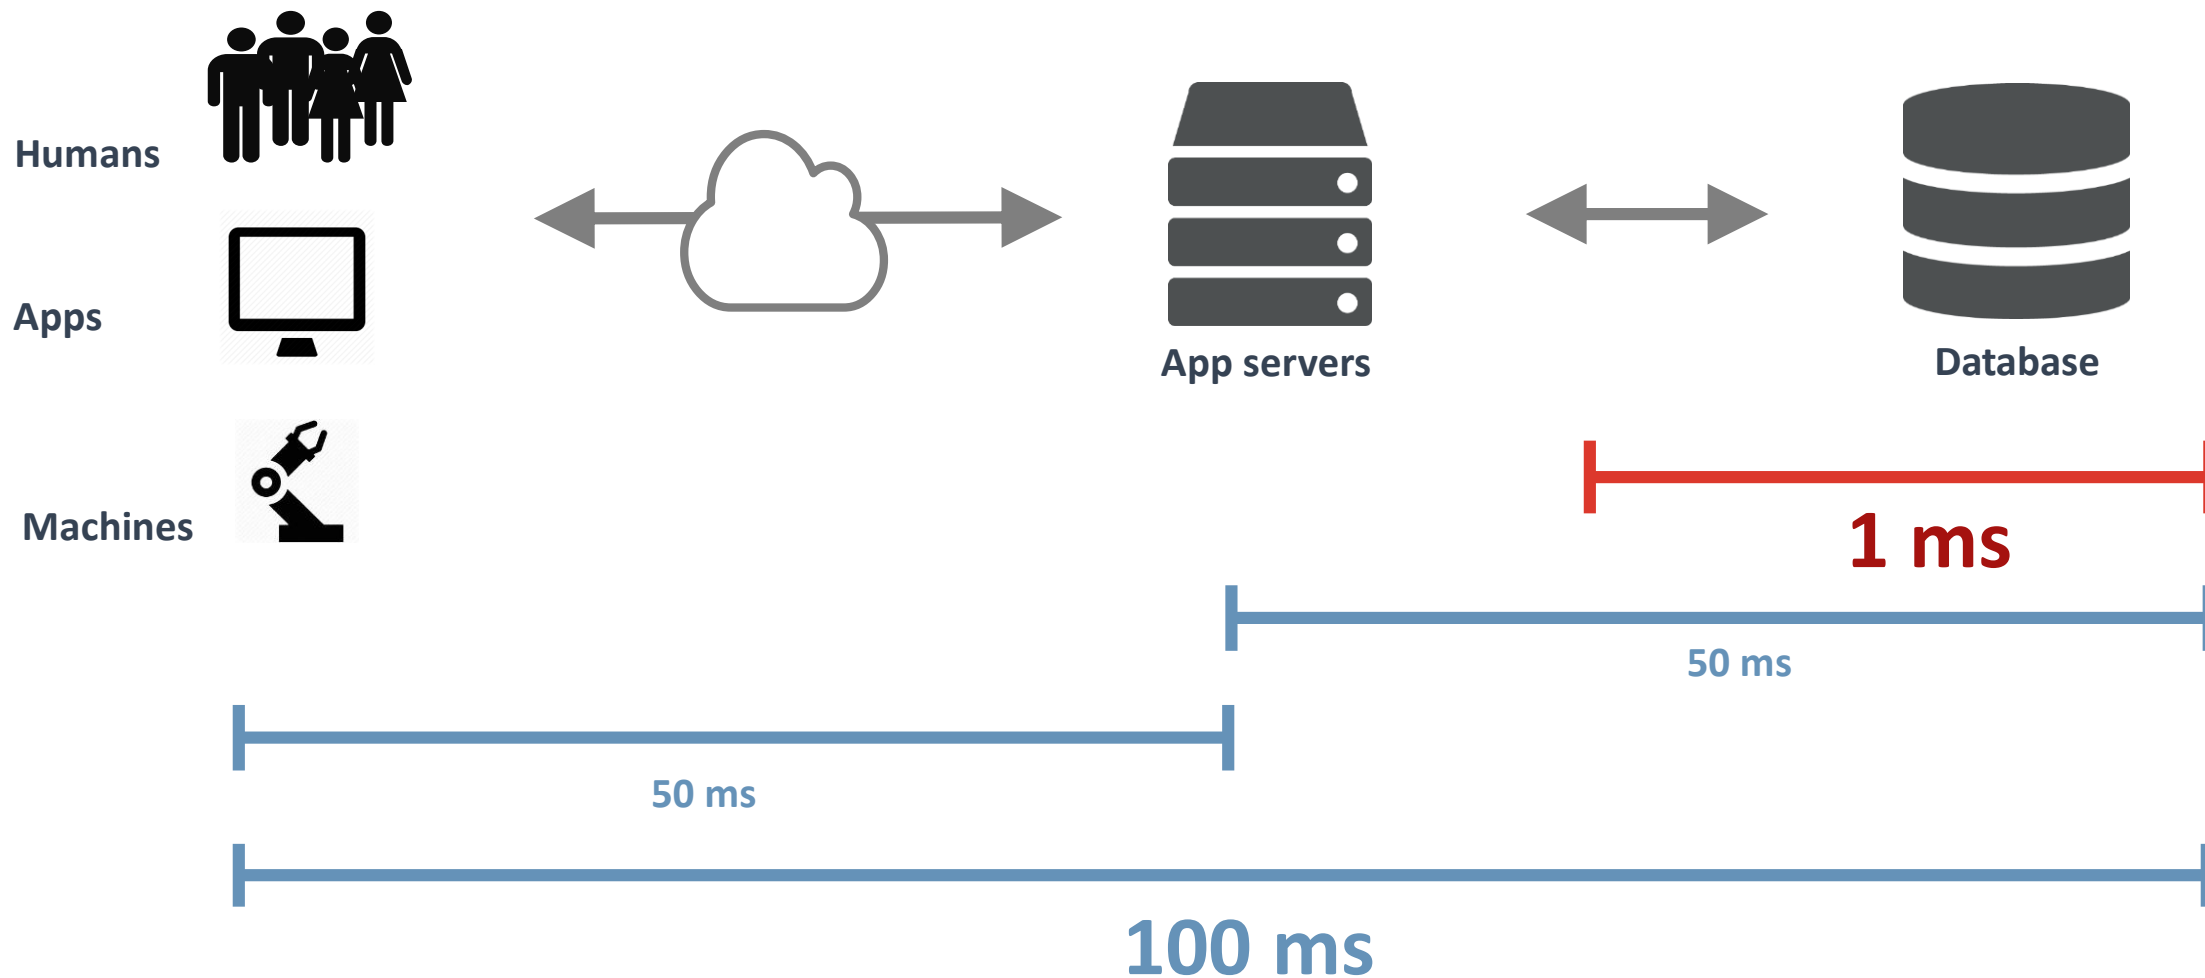 Humans
Apps
App servers
Database
Machines
1 ms
50 ms
50 ms
100 ms